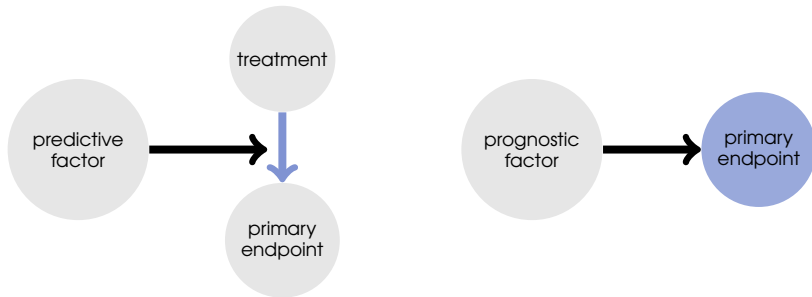 treatment
predictive
factor
primary
endpoint
prognostic
factor
primary
endpoint